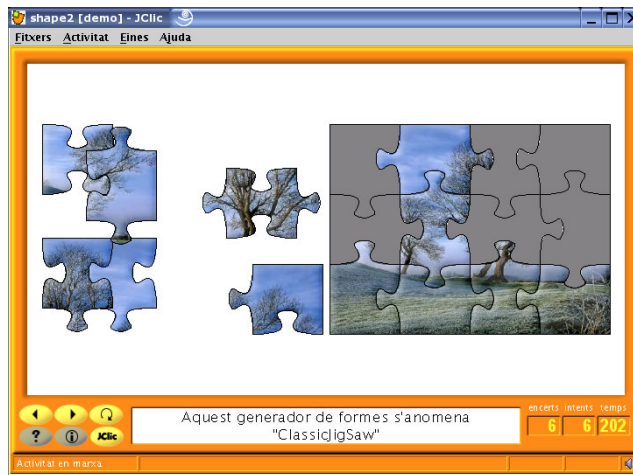 shape2 [demo] - JClic
Fitxers Activitat Eines Ajuda
Aquest generador de formes s'anomena
"ClassicJigSaw"
encerts intents temps
6 6 202
? i JClic
Activitat en marxa